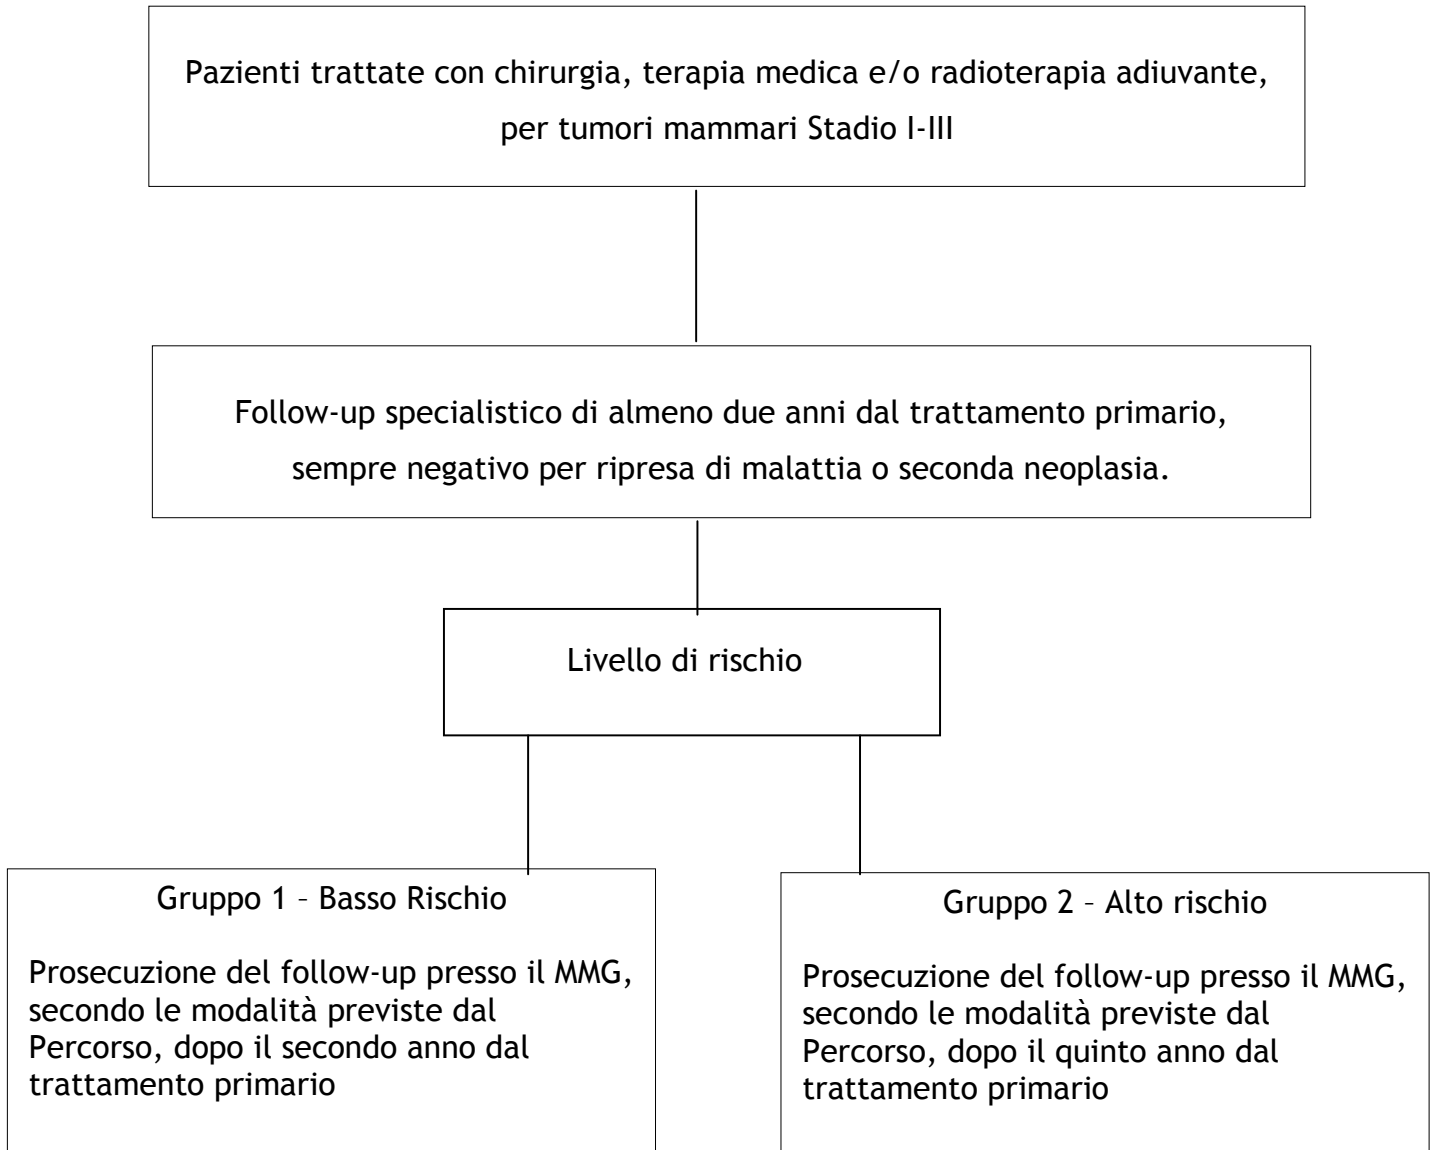 Pazienti trattate con chirurgia, terapia medica e/o radioterapia adiuvante,
per tumori mammari Stadio I-III
Follow-up specialistico di almeno due anni dal trattamento primario,
sempre negativo per ripresa di malattia o seconda neoplasia.
Livello di rischio
Gruppo 1 – Basso Rischio
Prosecuzione del follow-up presso il MMG,
secondo le modalità previste dal
Percorso, dopo il secondo anno dal
trattamento primario
Gruppo 2 – Alto rischio
Prosecuzione del follow-up presso il MMG,
secondo le modalità previste dal
Percorso, dopo il quinto anno dal
trattamento primario